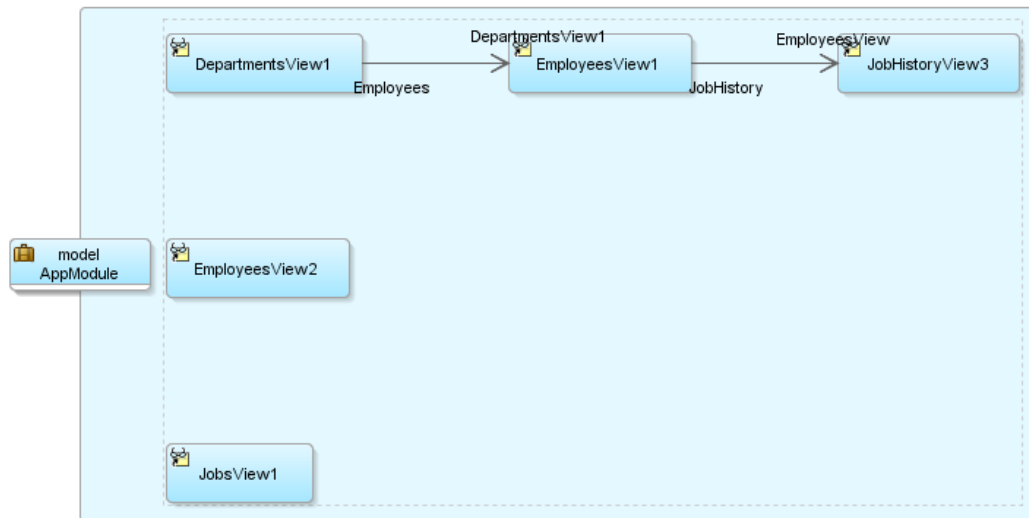 DepartmentsView1
DepartmentsView1
EmployeesView1
EmployeesView
JobHistoryView3
Employees
JobHistory
model
AppModule
EmployeesView2
JobsView1